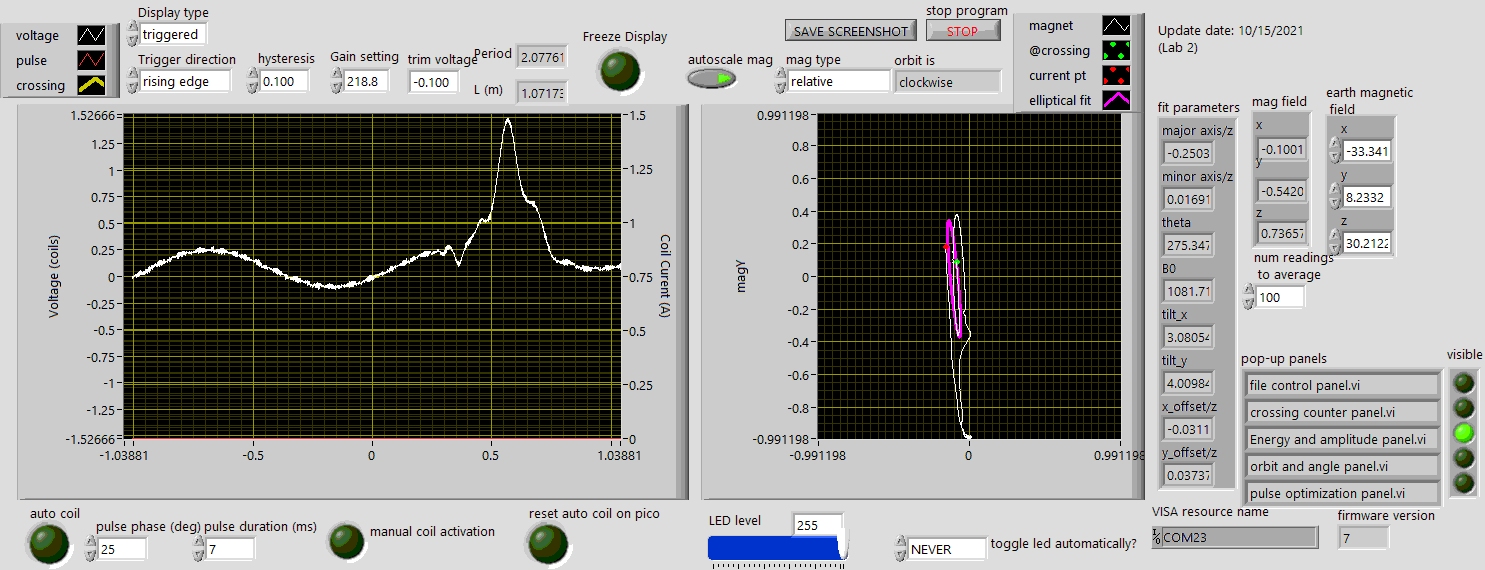 voltage
pulse
crossing
Display type
triggered
Trigger direction
rising edge
hysteresis
0.100
Gain setting
218.8
trim voltage
-0.100
Period
2.07761
L (m)
1.07173
Freeze Display
SAVE SCREENSHOT
stop program
STOP
autoscale mag
mag type
relative
orbit is
clockwise
magnet
@crossing
current pt
elliptical fit
Update date: 10/15/2021
(Lab 2)
Voltage (coils)
1.52666
1.25
1
0.75
0.5
0.25
0
-0.25
-0.5
-0.75
-1
-1.25
-1.52666
-1.03881
-0.5
0
0.5
1.03881
1.5
1.25
1
0.75
0.5
0.25
0
Coil Curent (A)
magY
0.991198
0.8
0.6
0.4
0.2
0
-0.2
-0.4
-0.6
-0.8
-0.991198
-0.991198
0
0.991198
fit parameters
major axis/z
-0.2503
minor axis/z
0.01691
theta
275.347
B0
1081.71
tilt_x
3.08054
tilt_y
4.00984
x_offset/z
-0.0311
y_offset/z
0.03737
mag field
x
-0.1001
y
-0.5420
z
0.73657
earth magnetic
field
x
-33.341
y
8.2332
z
30.2122
num readings
to average
100
pop-up panels
visible
file control panel.vi
crossing counter panel.vi
Energy and amplitude panel.vi
orbit and angle panel.vi
pulse optimization panel.vi
auto coil
pulse phase (deg)
25
pulse duration (ms)
7
manual coil activation
reset auto coil on pico
LED level
255
NEVER
toggle led automatically?
VISA resource name
COM23
firmware version
7